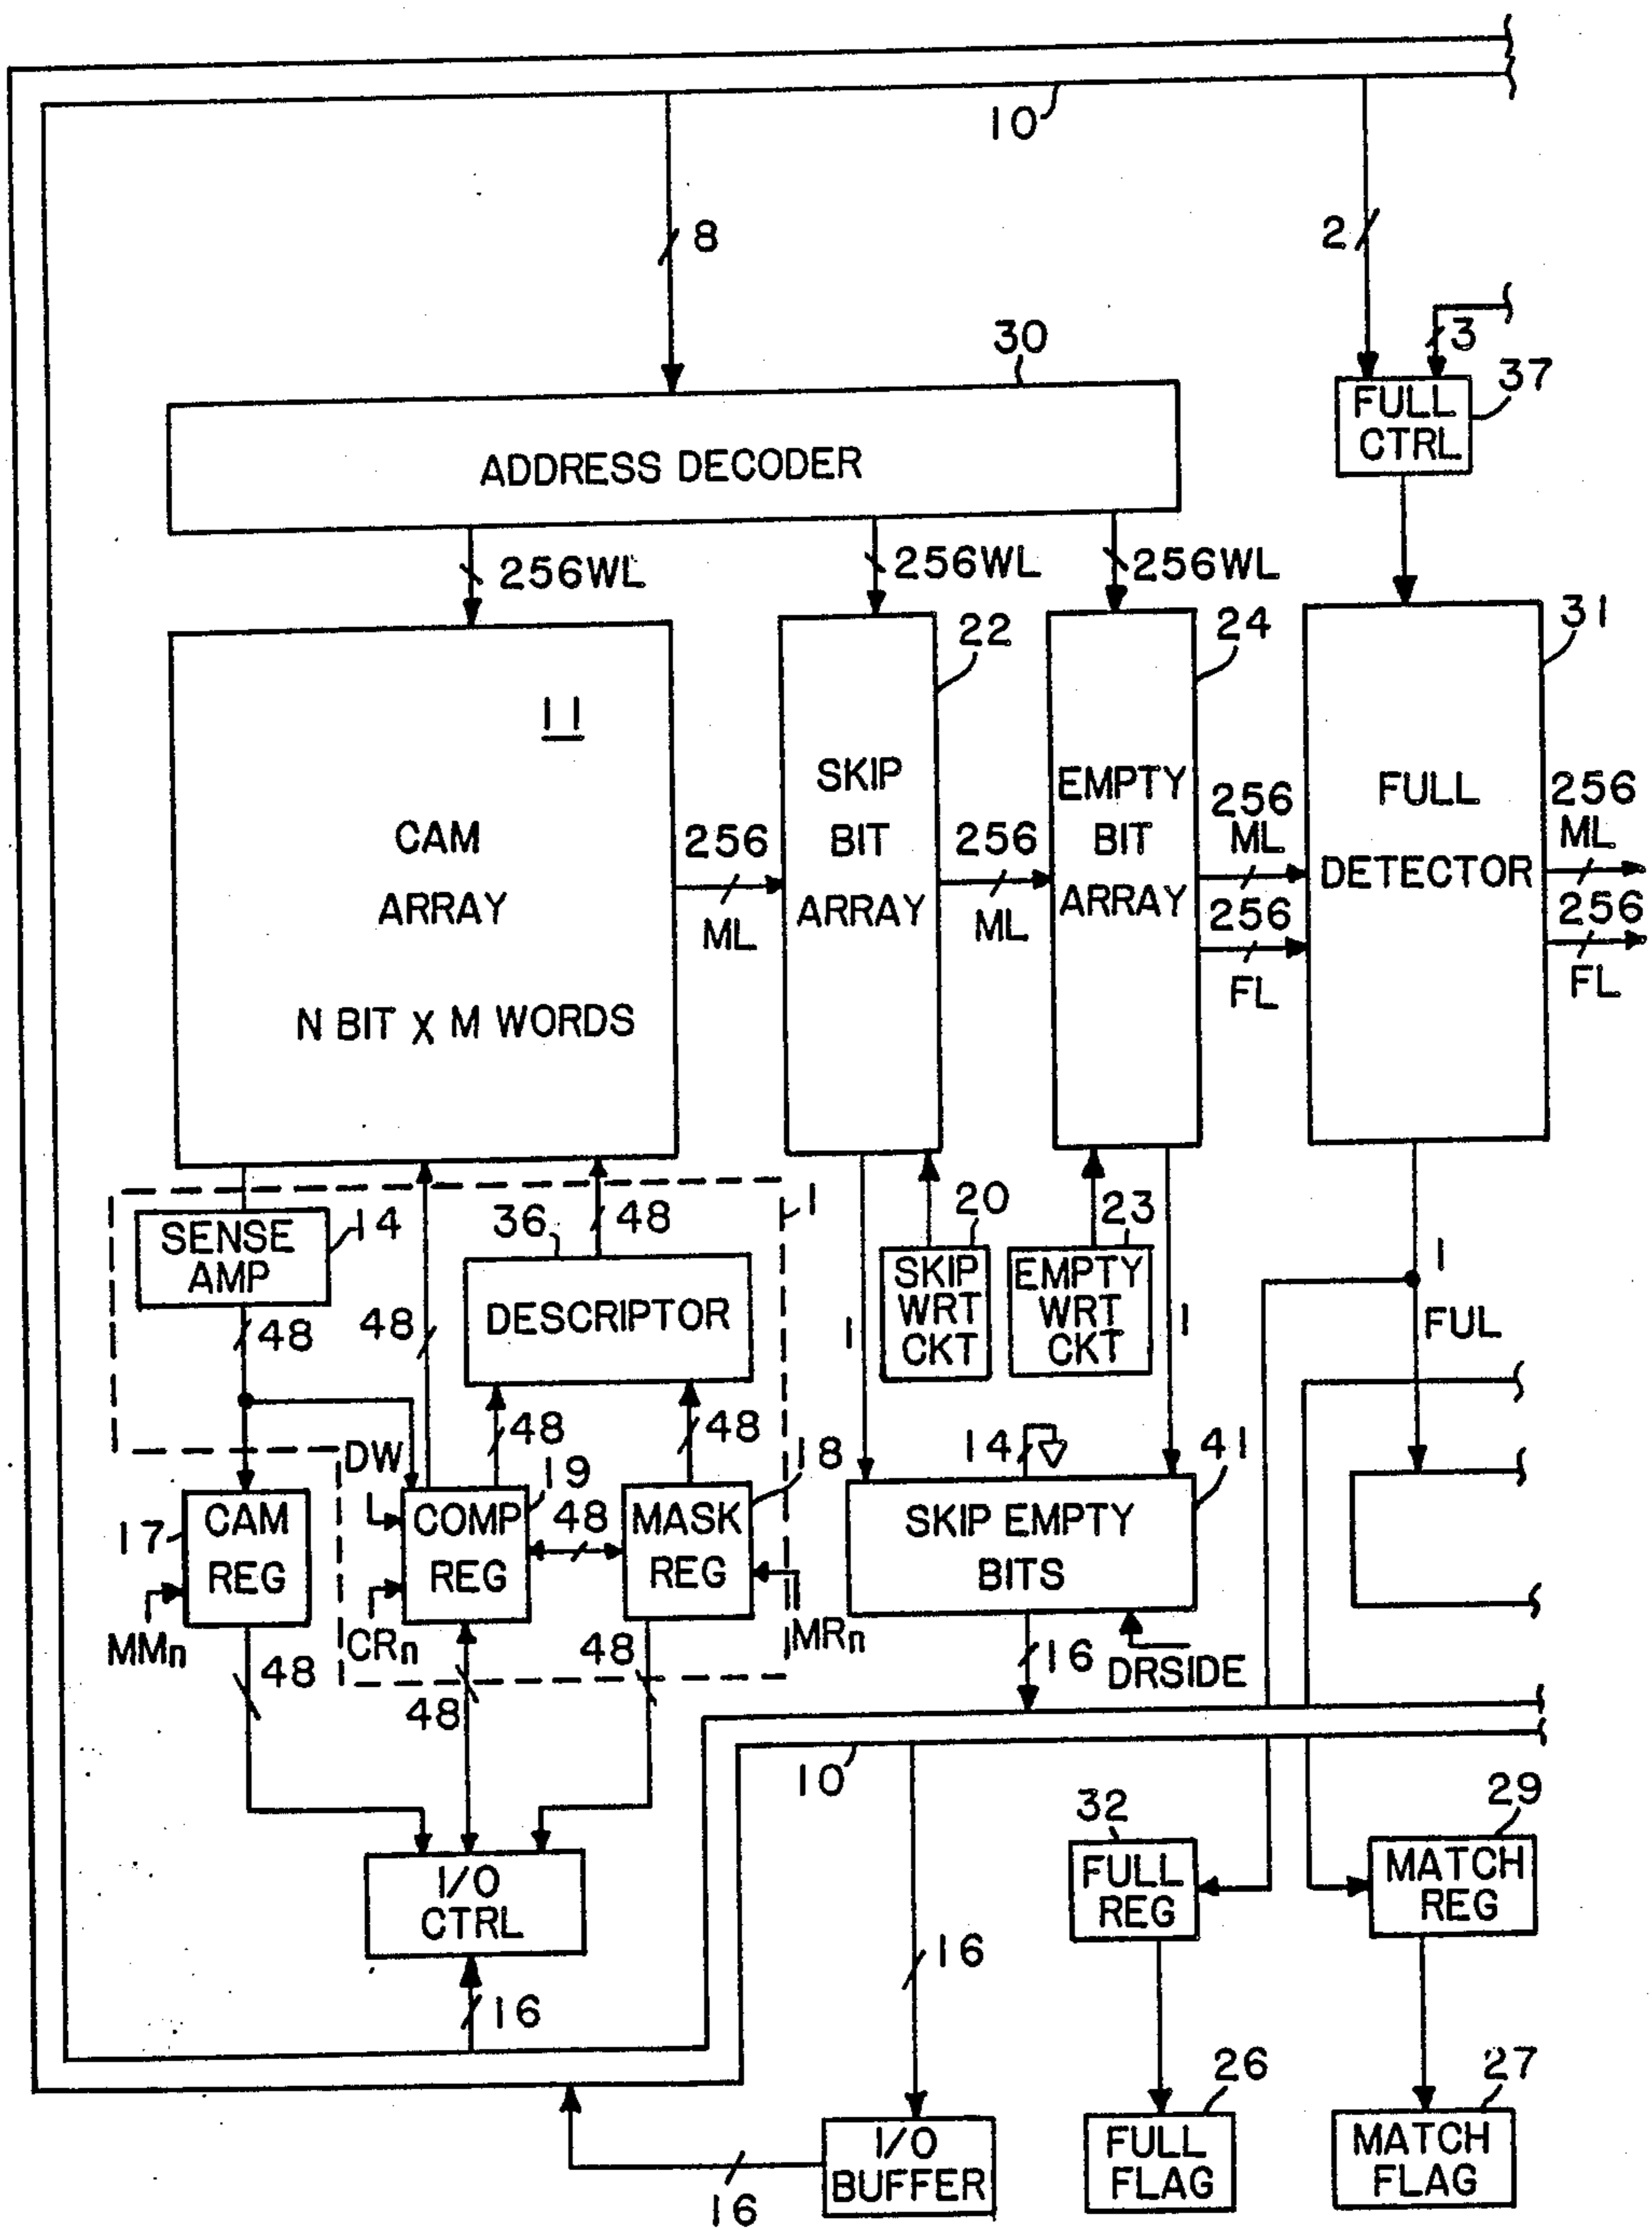 10
8
2
3
30
37
FULL
CTRL
ADDRESS DECODER
256WL
256WL
256WL
22
24
31
11
CAM
ARRAY
N BIT X M WORDS
256
ML
SKIP
BIT
ARRAY
256
ML
EMPTY
BIT
ARRAY
256
ML
256
FL
FULL
DETECTOR
256
ML
256
FL
SENSE
AMP
14
36
48
1
20
23
SKIP
WRT
CKT
EMPTY
WRT
CKT
1
FUL
48
48
DESCRIPTOR
1
1
48
48
DW
19
18
14
41
17
CAM
REG
COMP
REG
48
MASK
REG
SKIP EMPTY
BITS
MMn
CRn
MRn
48
48
48
16
DRSIDE
10
32
29
FULL
REG
MATCH
REG
I/O
CTRL
16
16
26
27
I/O
BUFFER
16
FULL
FLAG
MATCH
FLAG